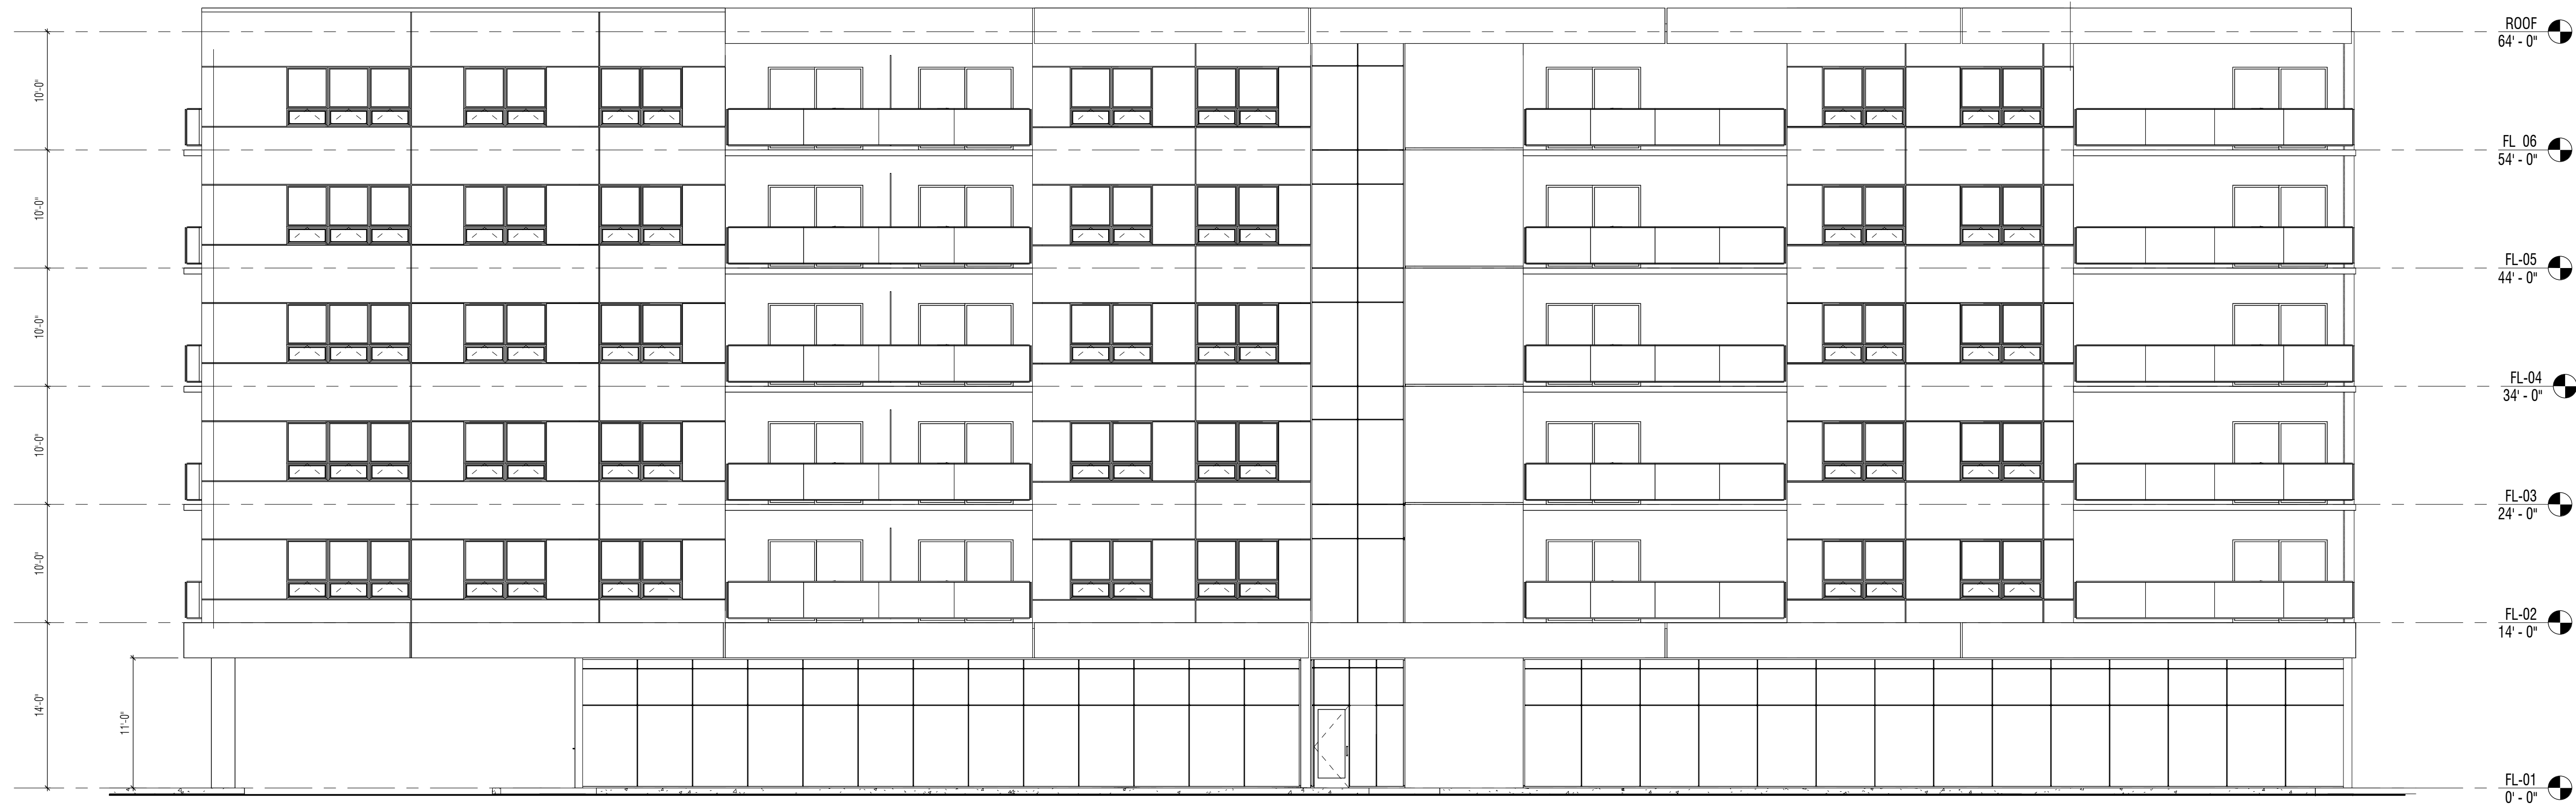 ROOF
64' - 0"
10'-0"
FL 06
54' - 0"
10'-0"
FL-05
44' - 0"
10'-0"
FL-04
34' - 0"
10'-0"
FL-03
24' - 0"
10'-0"
FL-02
14' - 0"
14'-0"
11'-0"
FL-01
0' - 0"